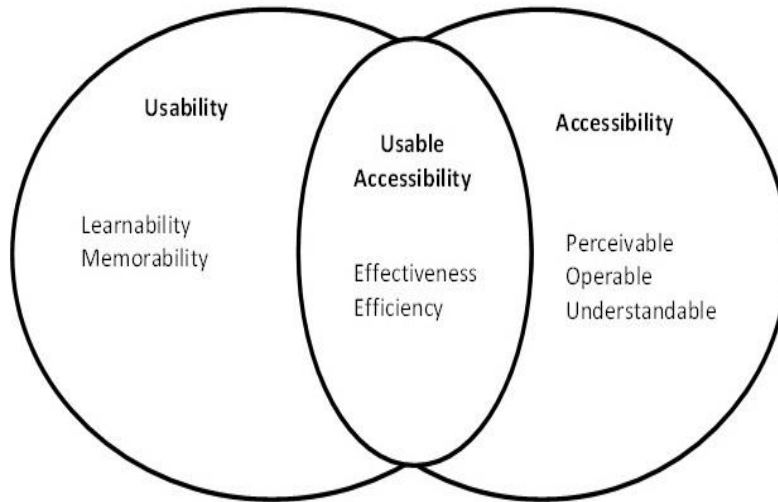 Usability
Learnability
Memorability
Usable
Accessibility
Effectiveness
Efficiency
Accessibility
Perceivable
Operable
Understandable